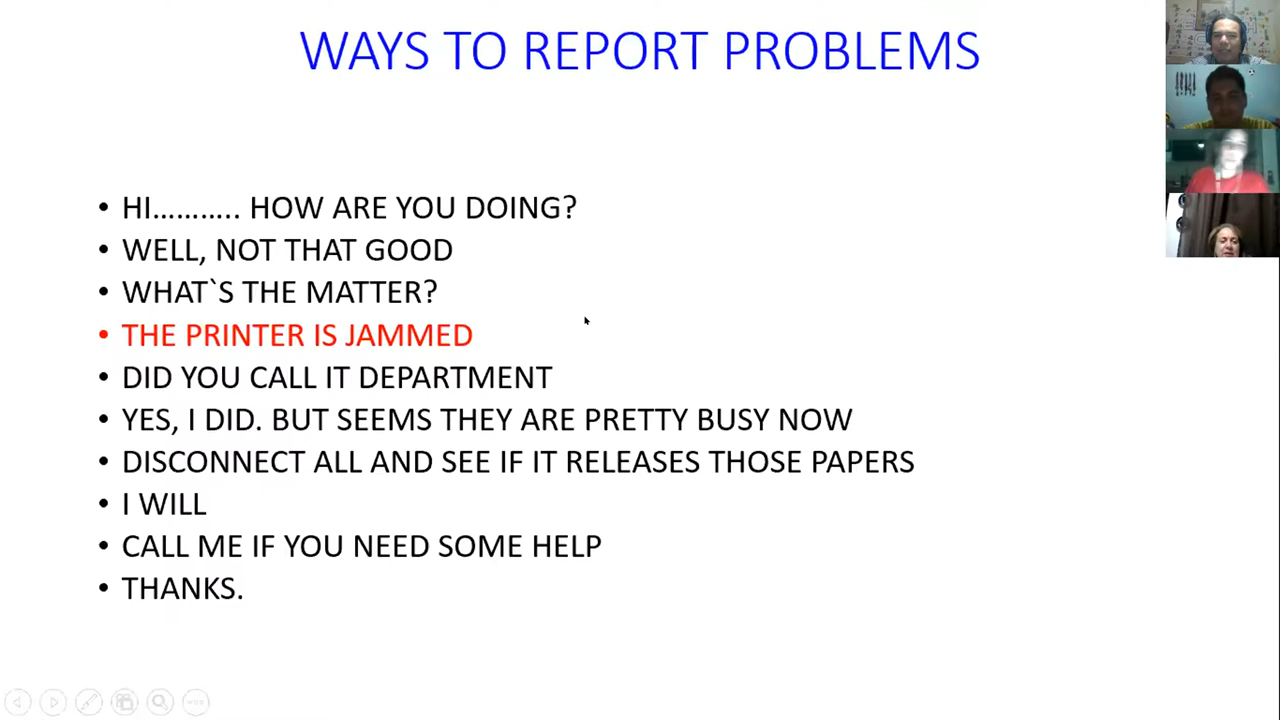 WAYS TO REPORT PROBLEMS
• HI……….. HOW ARE YOU DOING?
• WELL, NOT THAT GOOD
• WHAT`S THE MATTER?
• THE PRINTER IS JAMMED
• DID YOU CALL IT DEPARTMENT
• YES, I DID. BUT SEEMS THEY ARE PRETTY BUSY NOW
• DISCONNECT ALL AND SEE IF IT RELEASES THOSE PAPERS
• I WILL
• CALL ME IF YOU NEED SOME HELP
• THANKS.